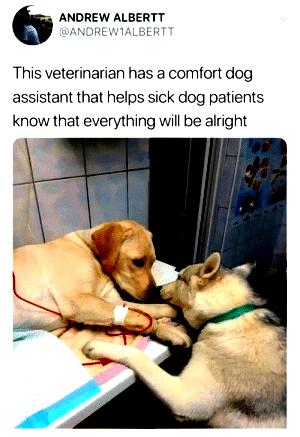 ANDREW ALBERTT
@ANDREW1ALBERTT
This veterinarian has a comfort dog
assistant that helps sick dog patients
know that everything will be alright